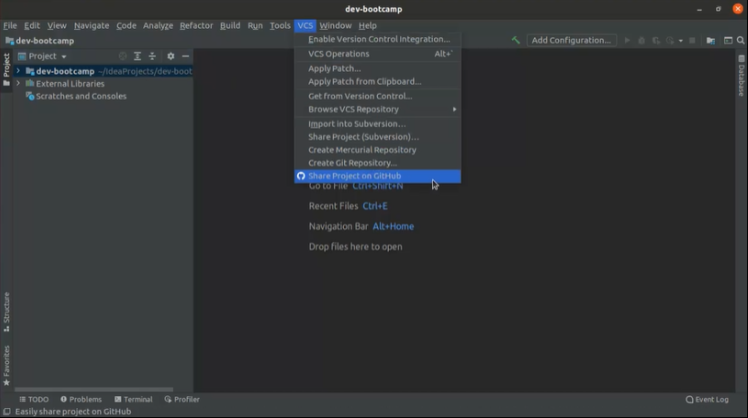 dev-bootcamp
File Edit View Navigate Code Analyze Refactor Build Run Tools VCS Window Help
dev-bootcamp
Add Configuration...
Project
Project
dev-bootcamp ~/IdeaProjects/dev-boot
External Libraries
Scratches and Consoles
Enable Version Control Integration...
VCS Operations Alt+`
Apply Patch...
Apply Patch from Clipboard...
Get from Version Control...
Browse VCS Repository
Import into Subversion...
Share Project (Subversion)...
Create Mercurial Repository
Create Git Repository...
Share Project on GitHub
Go to File Ctrl+Shift+N
Recent Files Ctrl+E
Navigation Bar Alt+Home
Drop files here to open
Database
Structure
Favorites
TODO Problems Terminal Profiler Event Log
Easily share project on GitHub